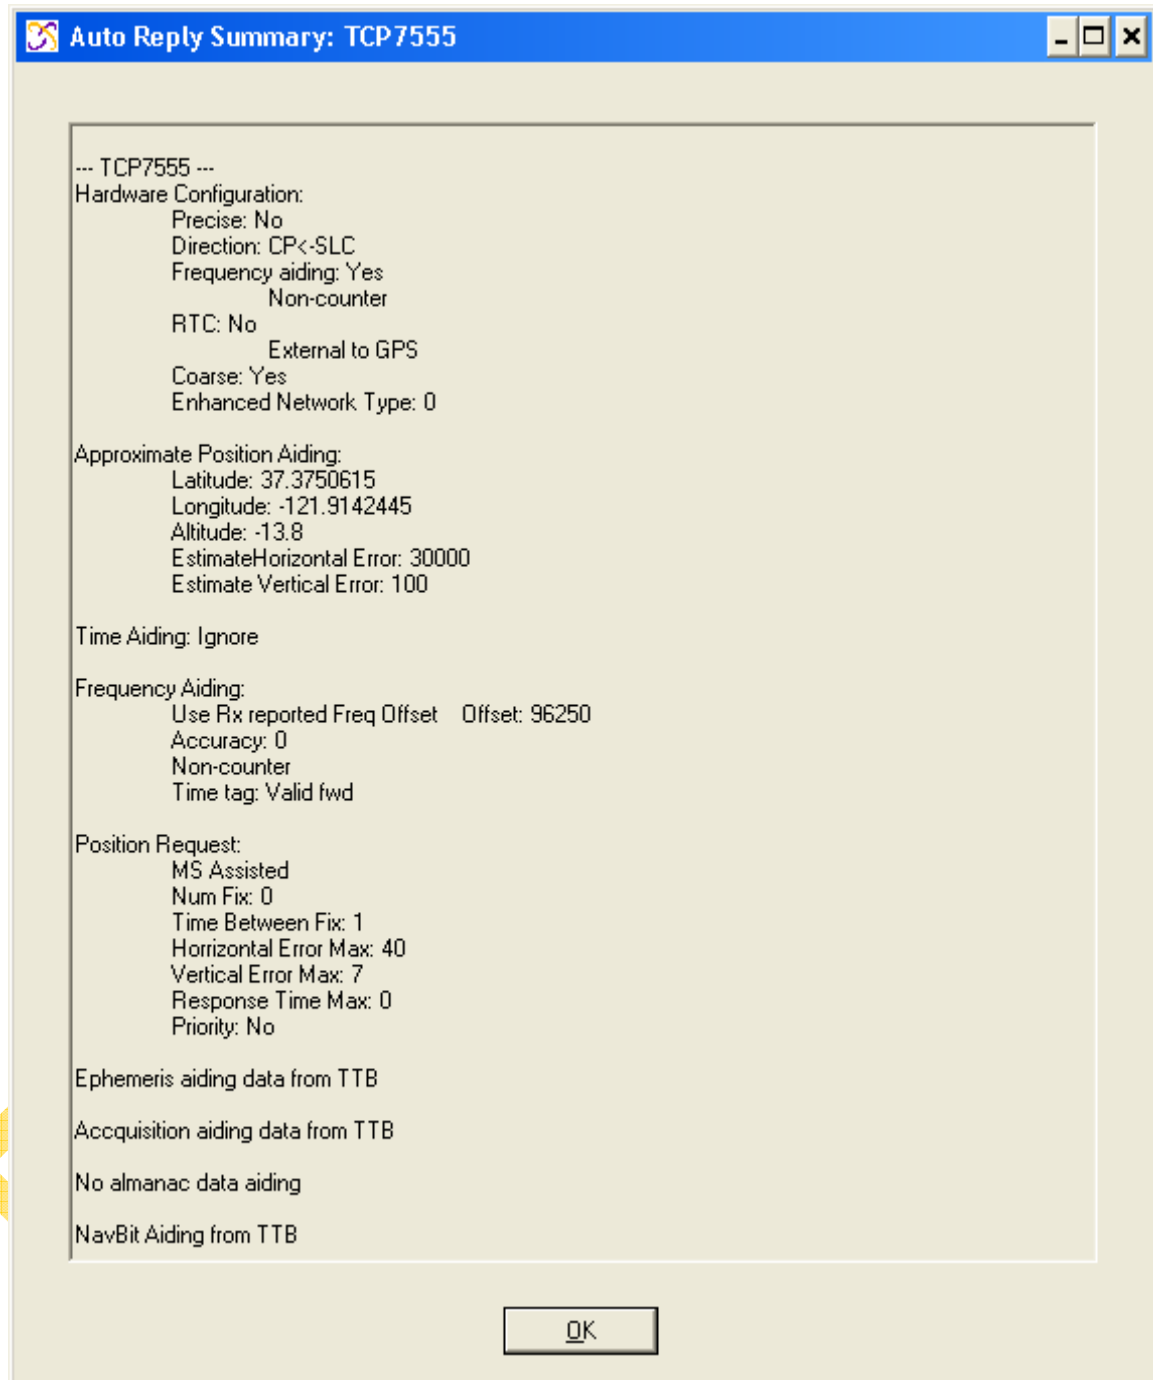 Auto Reply Summary: TCP7555
--- TCP7555 ---
Hardware Configuration:
Precise: No
Direction: CP<-SLC
Frequency aiding: Yes
Non-counter
RTC: No
External to GPS
Coarse: Yes
Enhanced Network Type: 0
Approximate Position Aiding:
Latitude: 37.3750615
Longitude: -121.9142445
Altitude: -13.8
EstimateHorizontal Error: 30000
Estimate Vertical Error: 100
Time Aiding: Ignore
Frequency Aiding:
Use Rx reported Freq Offset    Offset: 96250
Accuracy: 0
Non-counter
Time tag: Valid fwd
Position Request:
MS Assisted
Num Fix: 0
Time Between Fix: 1
Horrizontal Error Max: 40
Vertical Error Max: 7
Response Time Max: 0
Priority: No
Ephemeris aiding data from TTB
Accquisition aiding data from TTB
No almanac data aiding
NavBit Aiding from TTB
OK